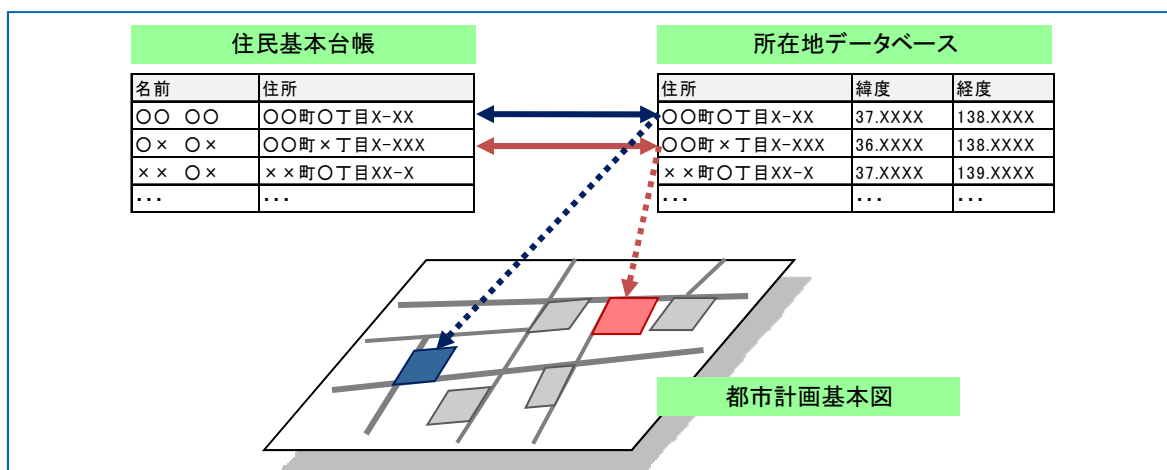 住民基本台帳
所在地データベース
名前 住所
〇〇 〇〇 〇〇町〇丁目X-XX
〇× 〇× 〇〇町×丁目X-XXX
×× 〇× ××町〇丁目XX-X
・・・ ・・・
住所 緯度 経度
〇〇町〇丁目X-XX 37.XXXX 138.XXXX
〇〇町×丁目X-XXX 36.XXXX 138.XXXX
××町〇丁目XX-X 37.XXXX 139.XXXX
・・・ ・・・ ・・・
都市計画基本図